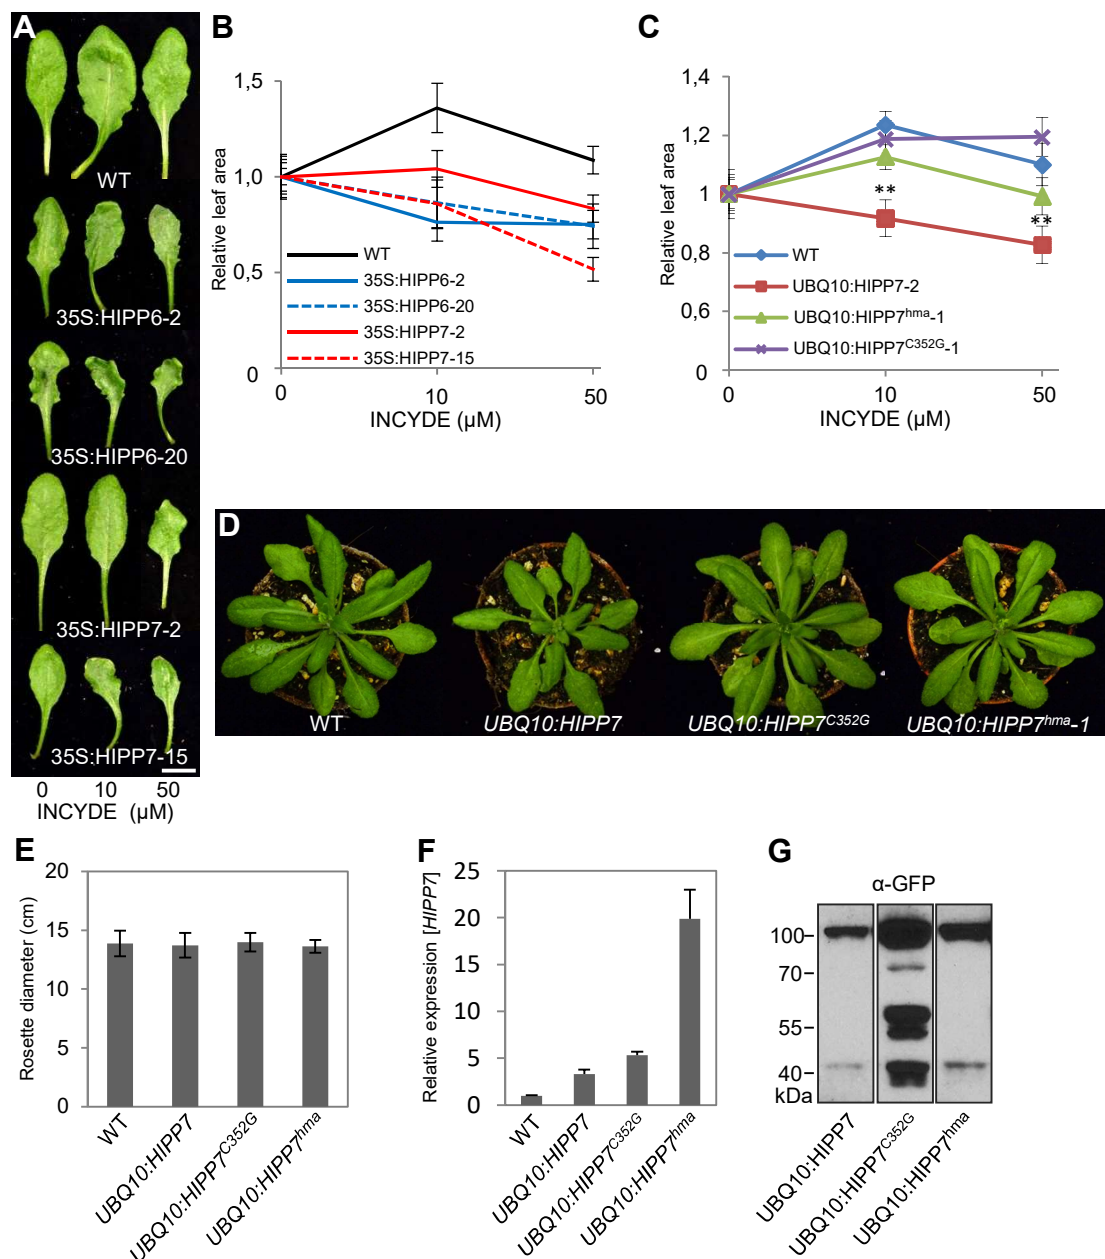 A
WT
35S:HIPP6-2
35S:HIPP6-20
35S:HIPP7-2
35S:HIPP7-15
0 10 50
INCYDE (µM)
B
Relative leaf area
1,5
1,0
0,5
0
0 10 50
INCYDE (µM)
WT
35S:HIPP6-2
35S:HIPP6-20
35S:HIPP7-2
35S:HIPP7-15
C
Relative leaf area
1,4
1,2
1
0,8
0,6
0
0 10 50
INCYDE (µM)
**
**
WT
UBQ10:HIPP7-2
UBQ10:HIPP7hma-1
UBQ10:HIPP7C352G-1
D
WT
UBQ10:HIPP7
UBQ10:HIPP7C352G
UBQ10:HIPP7hma-1
E
Rosette diameter (cm)
20
15
10
5
0
WT
UBQ10:HIPP7
UBQ10:HIPP7C352G
UBQ10:HIPP7hma
F
Relative expression [HIPP7]
25
20
15
10
5
0
WT
UBQ10:HIPP7
UBQ10:HIPP7C352G
UBQ10:HIPP7hma
G
α-GFP
100
70
55
40
kDa
UBQ10:HIPP7
UBQ10:HIPP7C352G
UBQ10:HIPP7hma